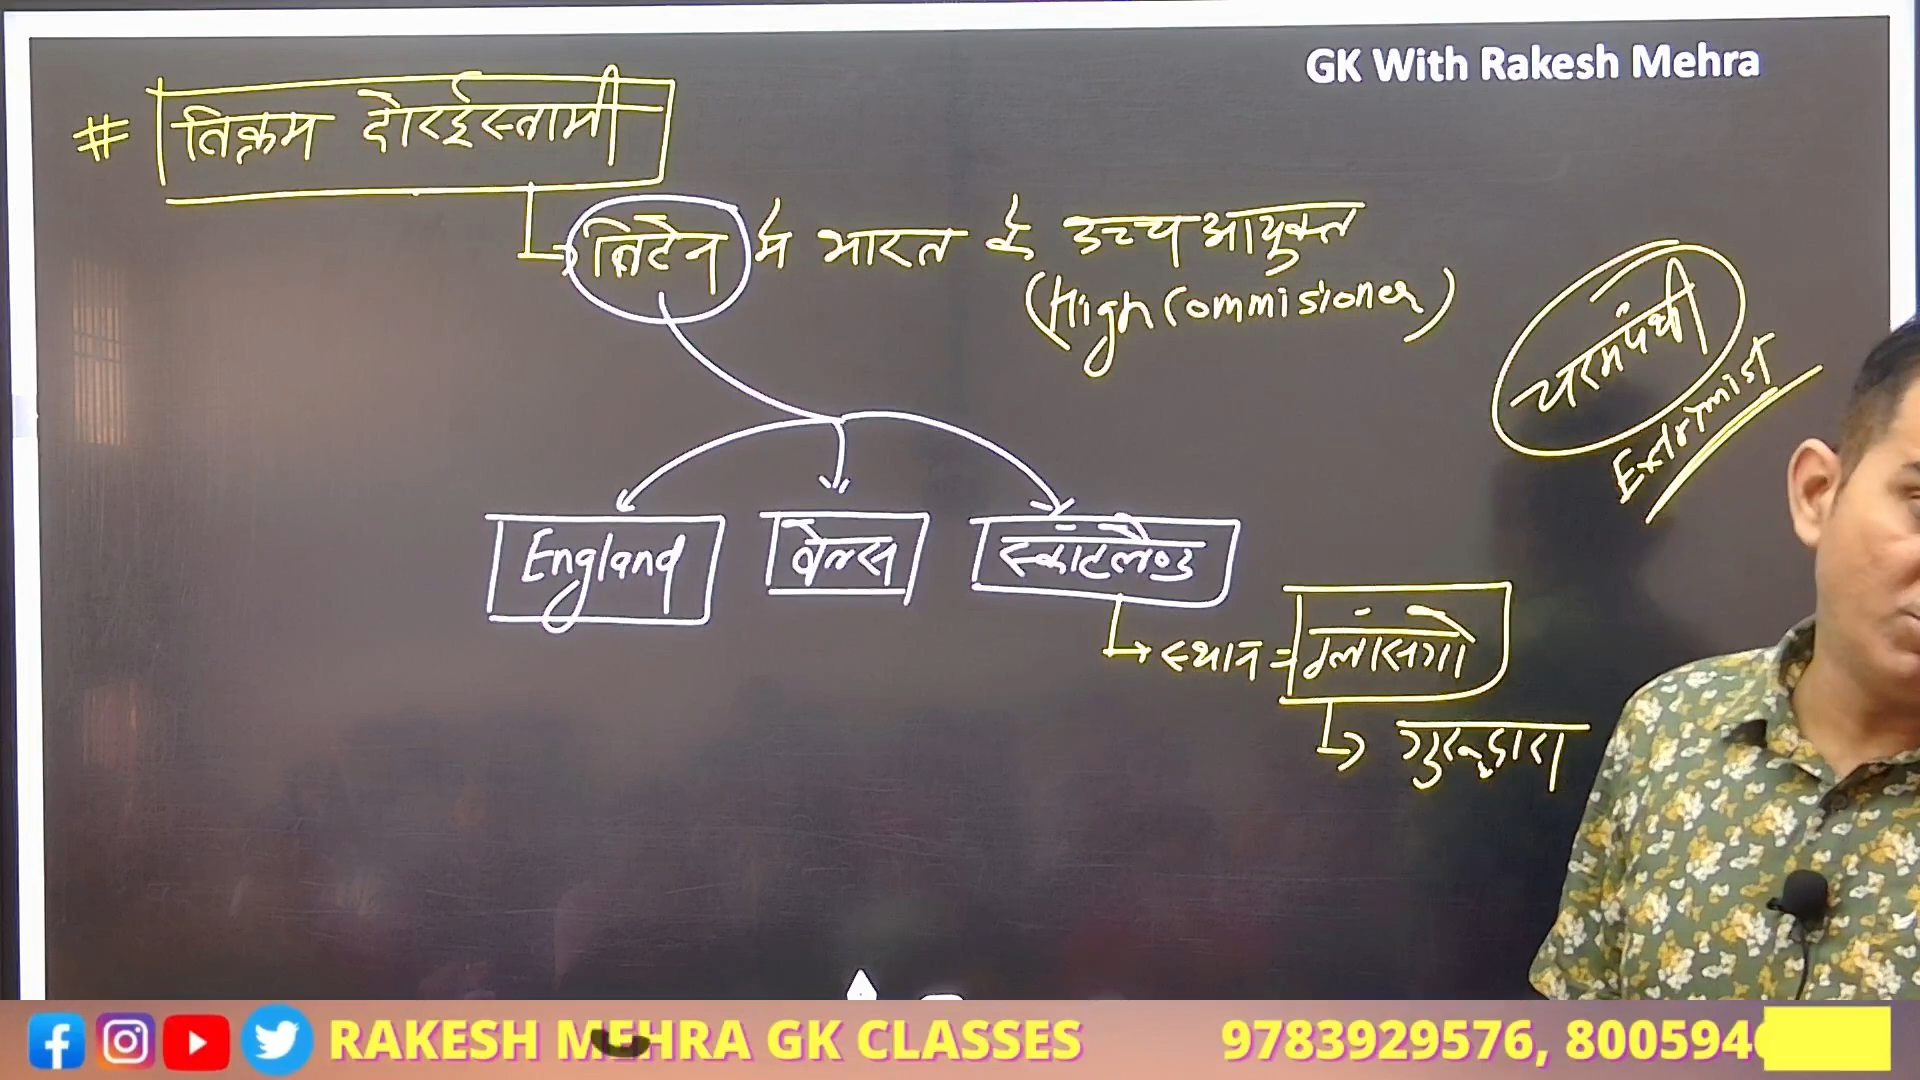 GK With Rakesh Mehra
# विक्रम दोरईस्वामी
ब्रिटेन में भारत के उच्च आयुक्त
(High Commisioner)
चरमपंथी
Extremist
England वेल्स स्कॉटलैण्ड
स्थान = ग्लासगो
गुरुद्वारा
RAKESH MEHRA GK CLASSES 9783929576, 800594